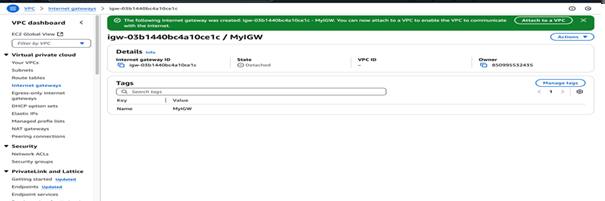 VPC > Internet gateways > igw-03b1440bc4a10ce1c
VPC dashboard
EC2 Global View
Filter by VPC
Virtual private cloud
Your VPCs
Subnets
Route tables
Internet gateways
Egress-only internet
gateways
DHCP option sets
Elastic IPs
Managed prefix lists
NAT gateways
Peering connections
Security
Network ACLs
Security groups
PrivateLink and Lattice
Getting started Updated
Endpoints Updated
Endpoint services
The following internet gateway was created: igw-03b1440bc4a10ce1c - MyIGW. You can now attach to a VPC to enable the VPC to communicate
with the internet.
Attach to a VPC
igw-03b1440bc4a10ce1c / MyIGW
Actions
Details Info
Internet gateway ID
igw-03b1440bc4a10ce1c
State
Detached
VPC ID
–
Owner
850995532435
Tags
Manage tags
Search tags
1
Key Value
Name MyIGW